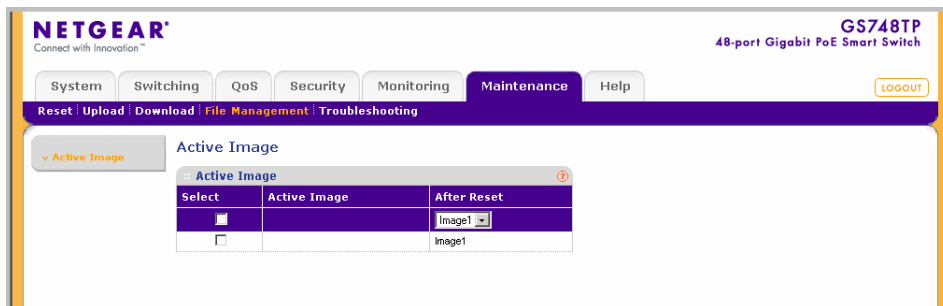 NETGEAR®
Connect with Innovation™
GS748TP
48-port Gigabit PoE Smart Switch
System Switching QoS Security Monitoring Maintenance Help
LOGOUT
Reset Upload Download File Management Troubleshooting
Active Image
Active Image
Active Image
?
Select Active Image After Reset
Image1
Image1